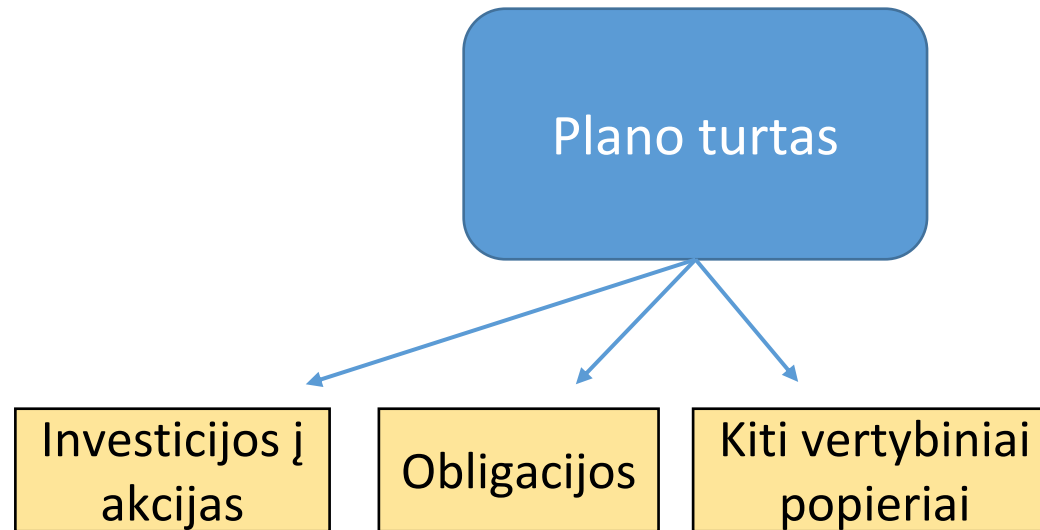 Plano turtas
Investicijos į
akcijas
Obligacijos
Kiti vertybiniai
popieriai